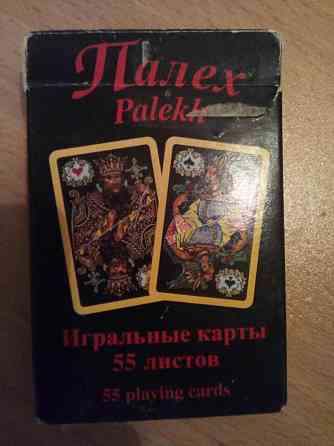 Палех
Palekh
Игральные карты
55 листов
55 playing cards